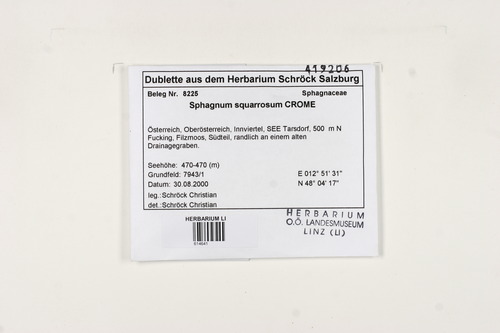 419206
Dublette aus dem Herbarium Schröck Salzburg
Beleg Nr. 8225 Sphagnaceae
Sphagnum squarrosum CROME
Österreich, Oberösterreich, Innviertel, SEE Tarsdorf, 500 m N
Fucking, Filzmoos, Südteil, randlich an einem alten
Drainagegraben.
Seehöhe: 470-470 (m)
Grundfeld: 7943/1 E 012° 51' 31"
Datum: 30.08.2000 N 48° 04' 17"
leg.:Schröck Christian
det.:Schröck Christian
HERBARIUM LI
514641
HERBARIUM
O.Ö. LANDESMUSEUM
LINZ (LI)